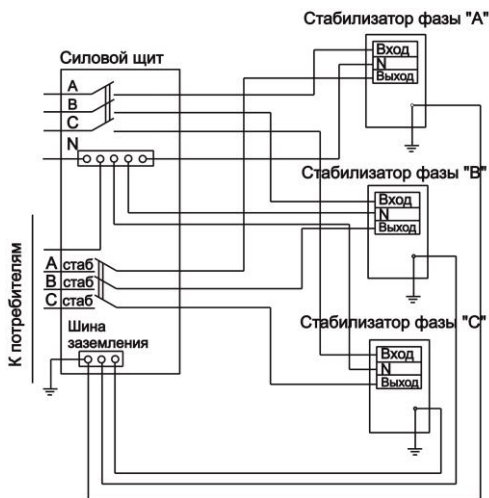 Стабилизатор фазы "А"
Вход
N
Выход
Силовой щит
А
В
С
N
Стабилизатор фазы "В"
Вход
N
Выход
К потребителям
А стаб
В стаб
С стаб
Шина
заземления
Стабилизатор фазы "С"
Вход
N
Выход